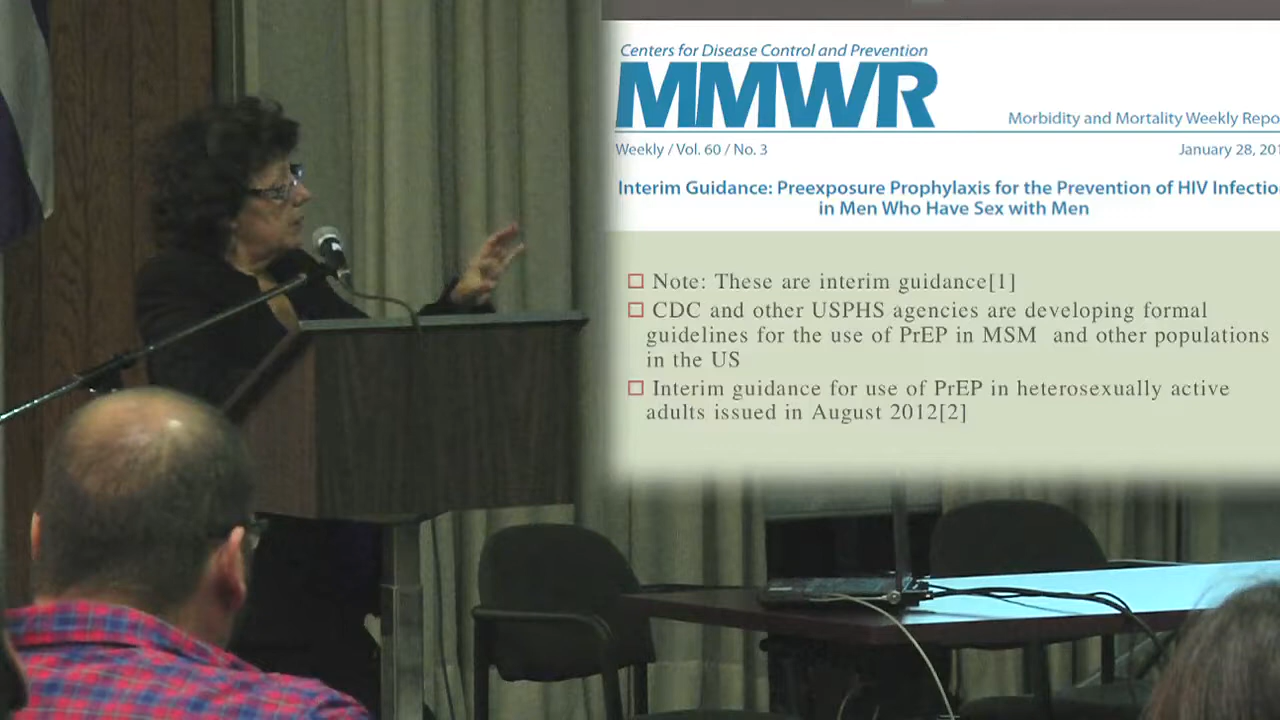 Centers for Disease Control and Prevention
MMWR
Morbidity and Mortality Weekly Repo
Weekly / Vol. 60 / No. 3
January 28, 201
Interim Guidance: Preexposure Prophylaxis for the Prevention of HIV Infectio
in Men Who Have Sex with Men
Note: These are interim guidance[1]
CDC and other USPHS agencies are developing formal
guidelines for the use of PrEP in MSM and other populations
in the US
Interim guidance for use of PrEP in heterosexually active
adults issued in August 2012[2]